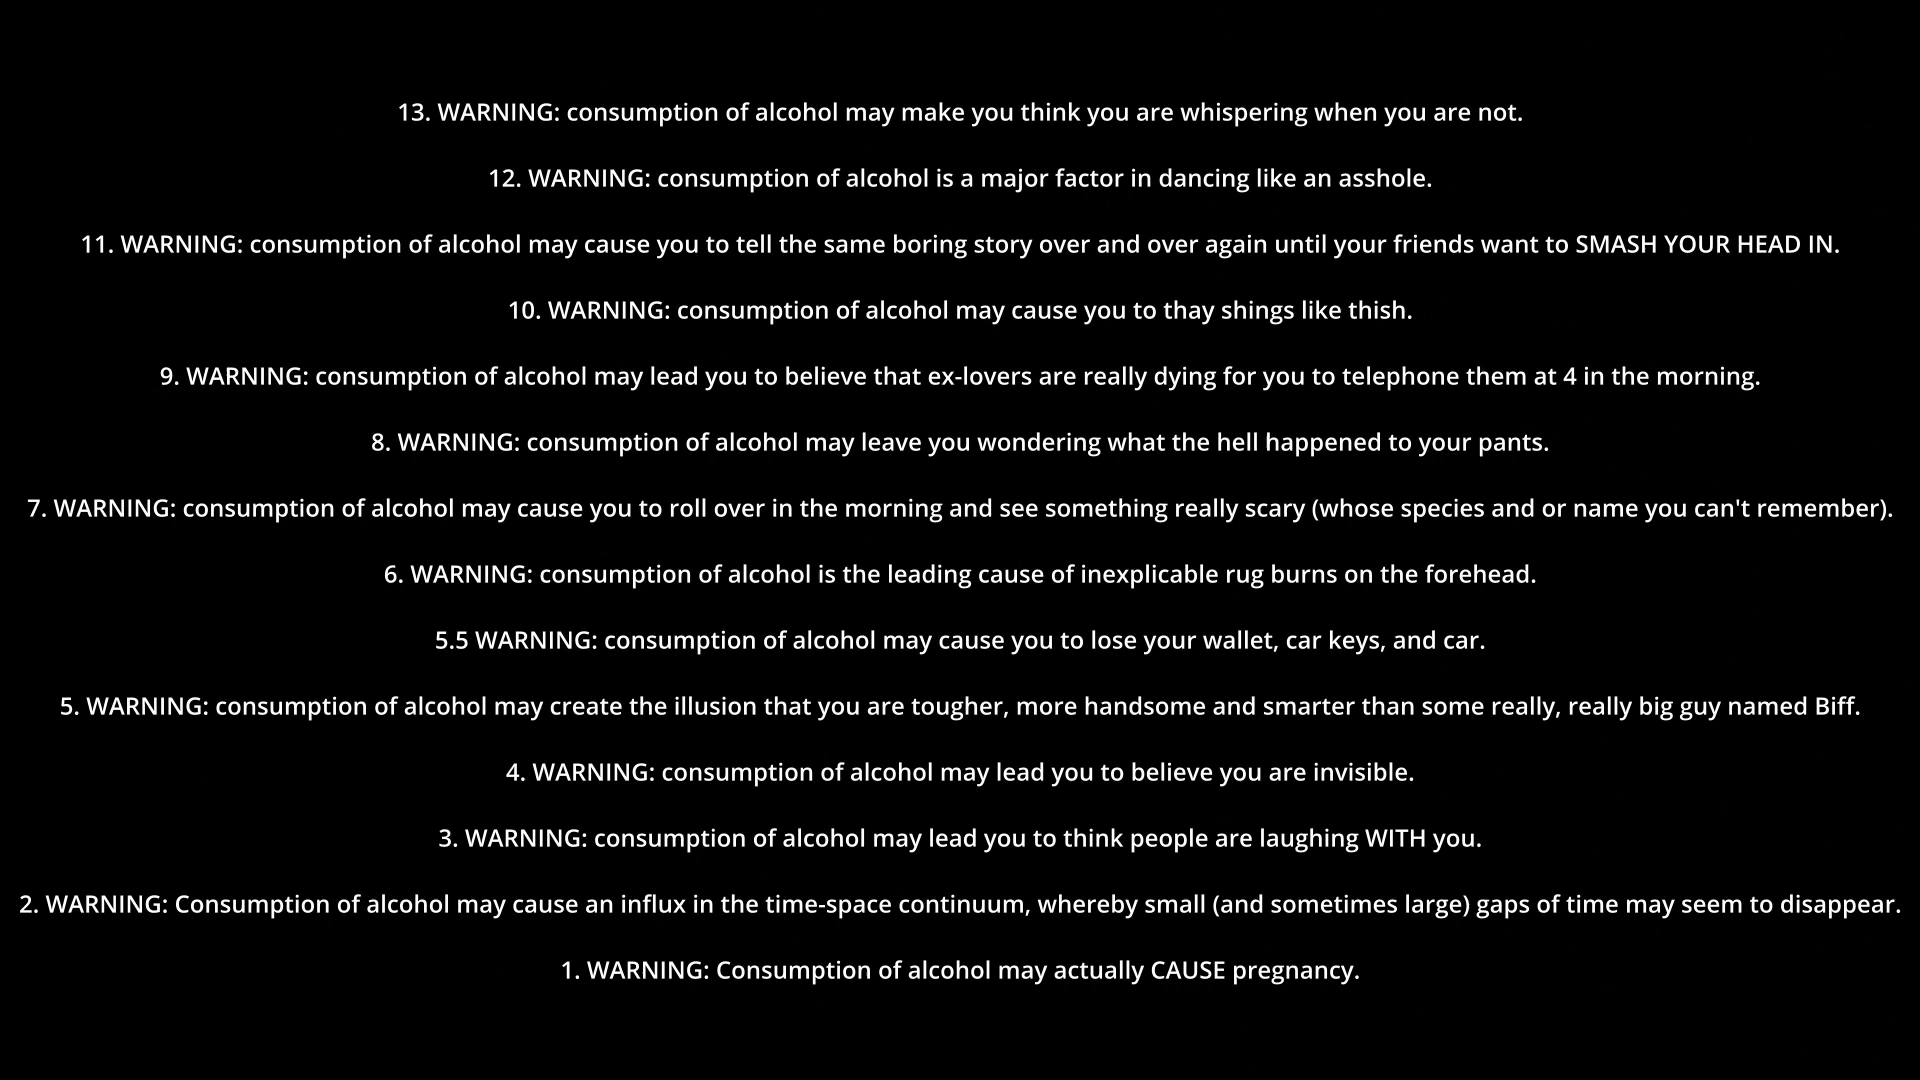 13. WARNING: consumption of alcohol may make you think you are whispering when you are not.
12. WARNING: consumption of alcohol is a major factor in dancing like an asshole.
11. WARNING: consumption of alcohol may cause you to tell the same boring story over and over again until your friends want to SMASH YOUR HEAD IN.
10. WARNING: consumption of alcohol may cause you to thay shings like thish.
9. WARNING: consumption of alcohol may lead you to believe that ex-lovers are really dying for you to telephone them at 4 in the morning.
8. WARNING: consumption of alcohol may leave you wondering what the hell happened to your pants.
7. WARNING: consumption of alcohol may cause you to roll over in the morning and see something really scary (whose species and or name you can't remember).
6. WARNING: consumption of alcohol is the leading cause of inexplicable rug burns on the forehead.
5.5 WARNING: consumption of alcohol may cause you to lose your wallet, car keys, and car.
5. WARNING: consumption of alcohol may create the illusion that you are tougher, more handsome and smarter than some really, really big guy named Biff.
4. WARNING: consumption of alcohol may lead you to believe you are invisible.
3. WARNING: consumption of alcohol may lead you to think people are laughing WITH you.
2. WARNING: Consumption of alcohol may cause an influx in the time-space continuum, whereby small (and sometimes large) gaps of time may seem to disappear.
1. WARNING: Consumption of alcohol may actually CAUSE pregnancy.